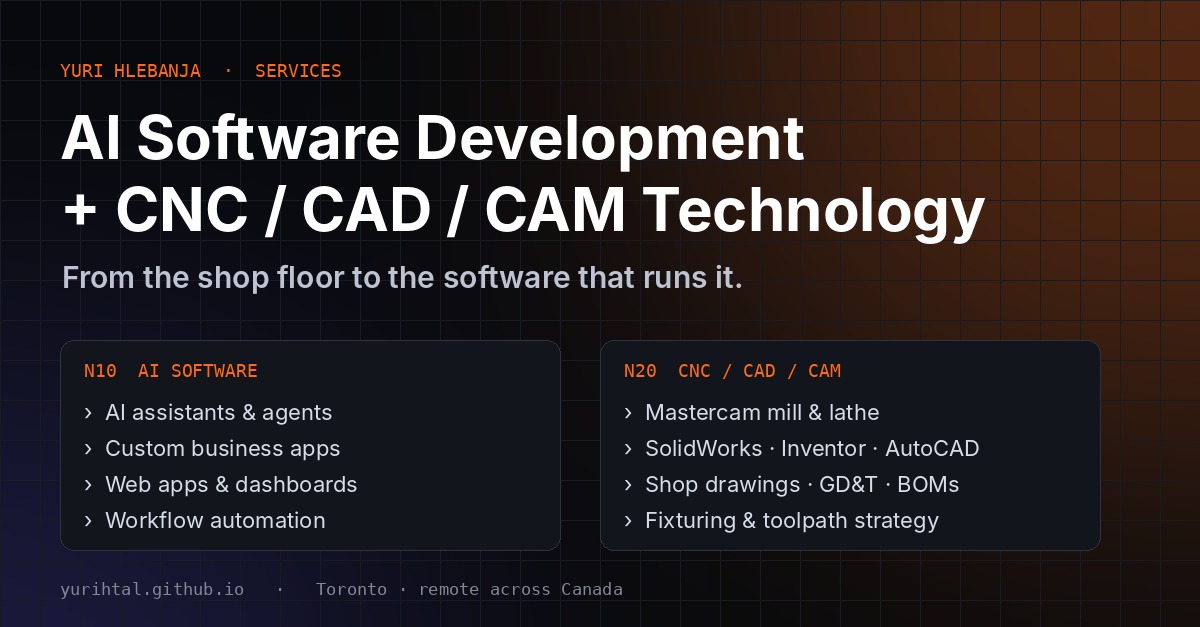 YURI HLEBANJA · SERVICES
AI Software Development
+ CNC / CAD / CAM Technology
From the shop floor to the software that runs it.
N10 AI SOFTWARE
› AI assistants & agents
› Custom business apps
› Web apps & dashboards
› Workflow automation
N20 CNC / CAD / CAM
› Mastercam mill & lathe
› SolidWorks · Inventor · AutoCAD
› Shop drawings · GD&T · BOMs
› Fixturing & toolpath strategy
yurihtal.github.io · Toronto · remote across Canada